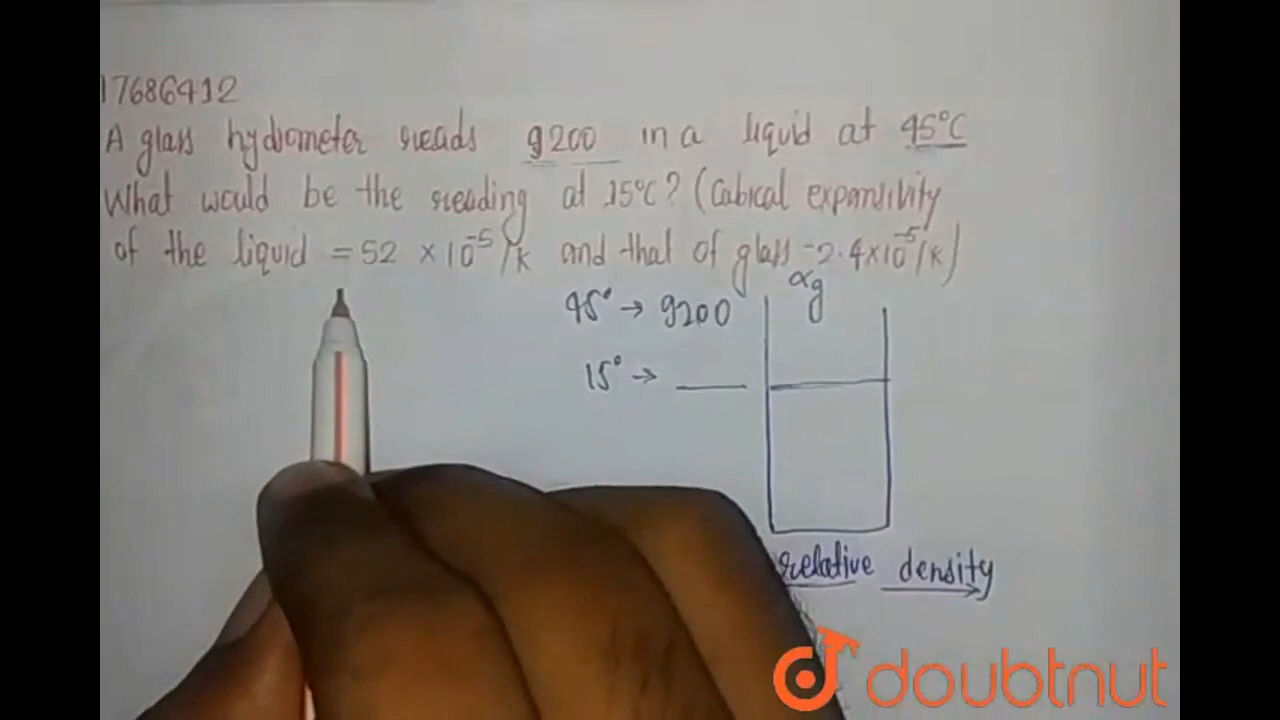 17686412
A glass hydrometer reads 9200 in a liquid at 45°C
What would be the reading at 15°C? (Cabical expansivity
of the liquid = 52 × 10⁻⁵/K and that of glass - 2.4×10⁻⁵/K)
αg
45° → 9200
15° →
relative density
doubtnut